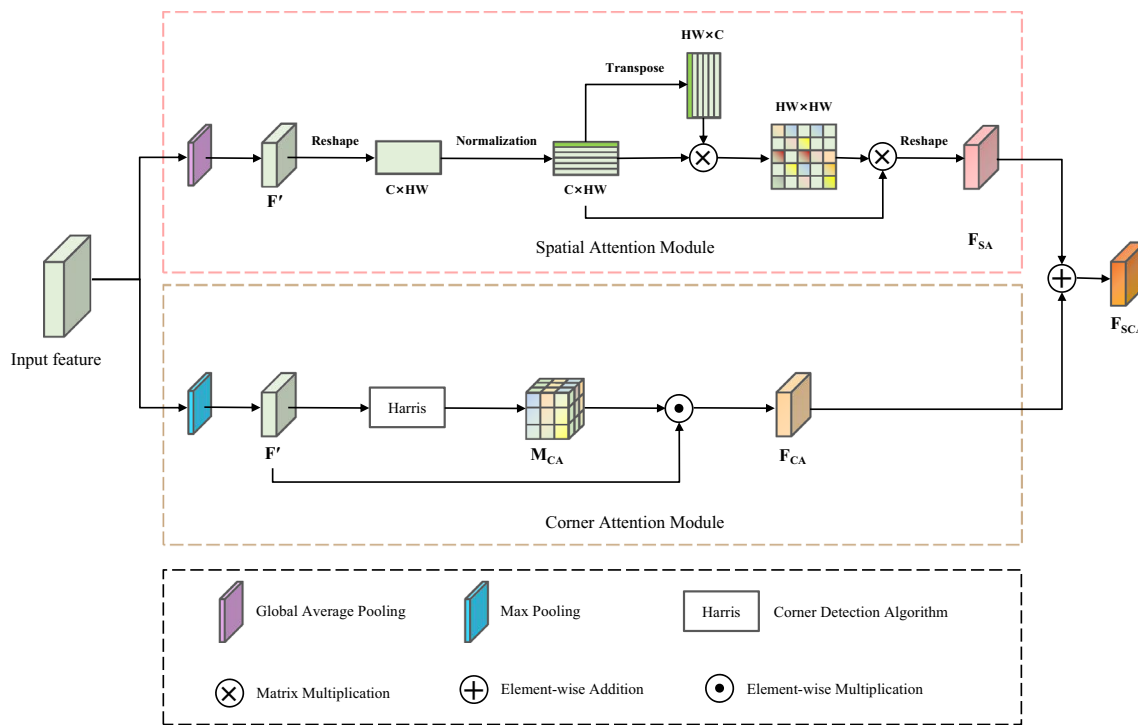 HW×C
Transpose
HW×HW
Reshape
Normalization
Reshape
F′
C×HW
C×HW
F_SA
Spatial Attention Module
Input feature
F_SCA
Harris
F′
M_CA
F_CA
Corner Attention Module
Global Average Pooling
Max Pooling
Harris
Corner Detection Algorithm
Matrix Multiplication
Element-wise Addition
Element-wise Multiplication